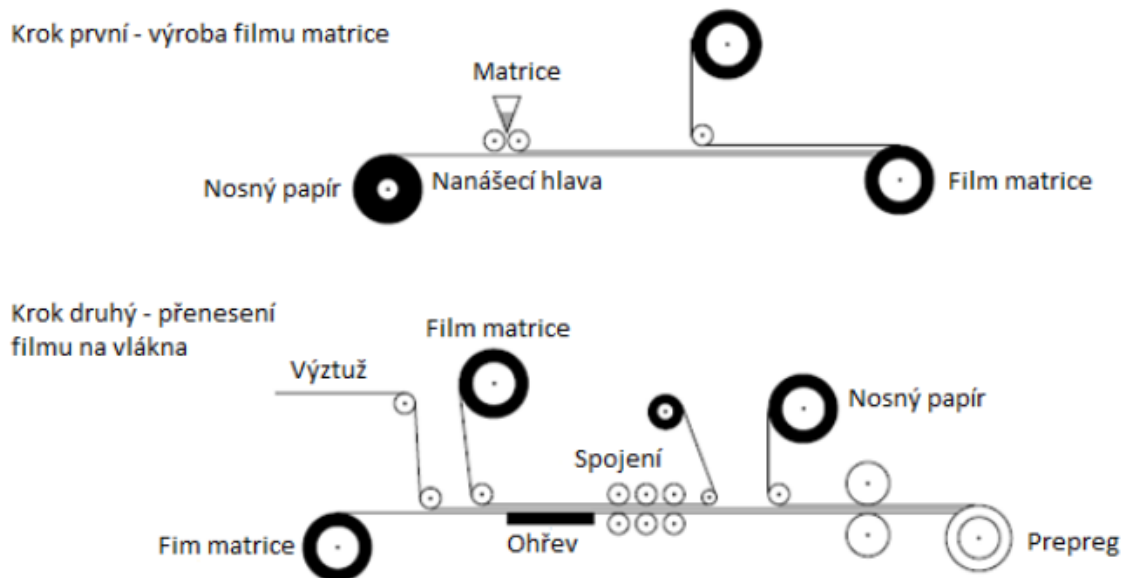 Krok první - výroba filmu matrice
Matrice
Nosný papír
Nanášecí hlava
Film matrice
Krok druhý - přenesení
filmu na vlákna
Film matrice
Výztuž
Nosný papír
Spojení
Fim matrice
Ohřev
Prepreg